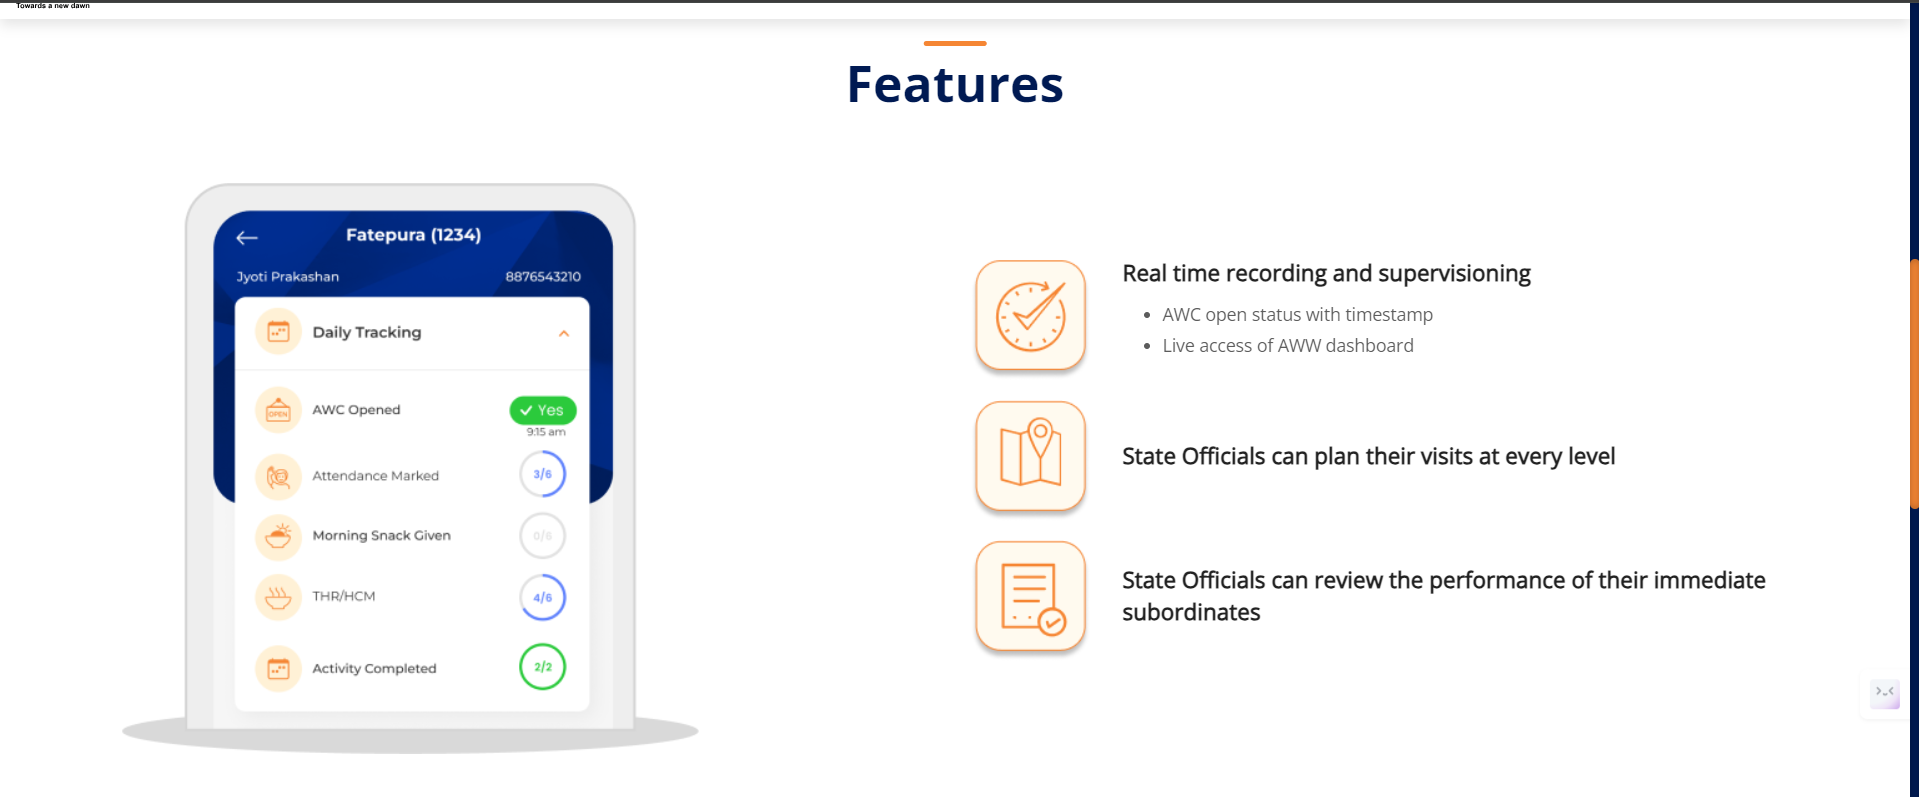 Towards a new dawn
Features
Fatepura (1234)
Jyoti Prakashan
8876543210
Daily Tracking
OPEN
AWC Opened
Yes
9:15 am
Attendance Marked
3/6
Morning Snack Given
0/6
THR/HCM
4/6
Activity Completed
2/2
Real time recording and supervisioning
AWC open status with timestamp
Live access of AWW dashboard
State Officials can plan their visits at every level
State Officials can review the performance of their immediate
subordinates